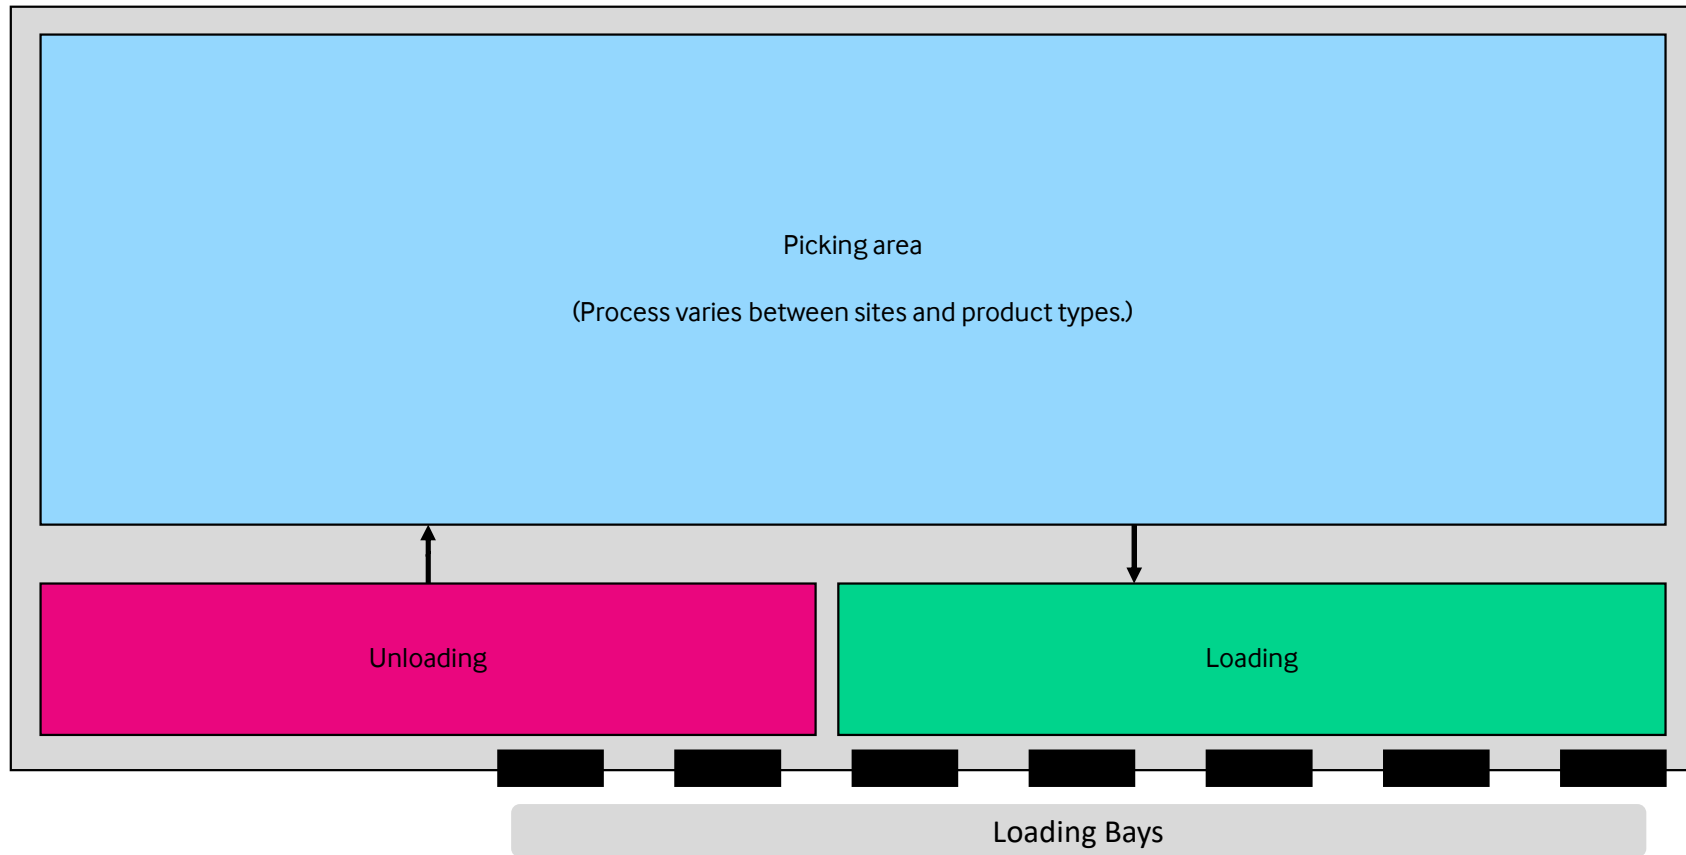 Picking area
(Process varies between sites and product types.)
Unloading
Loading
Loading Bays